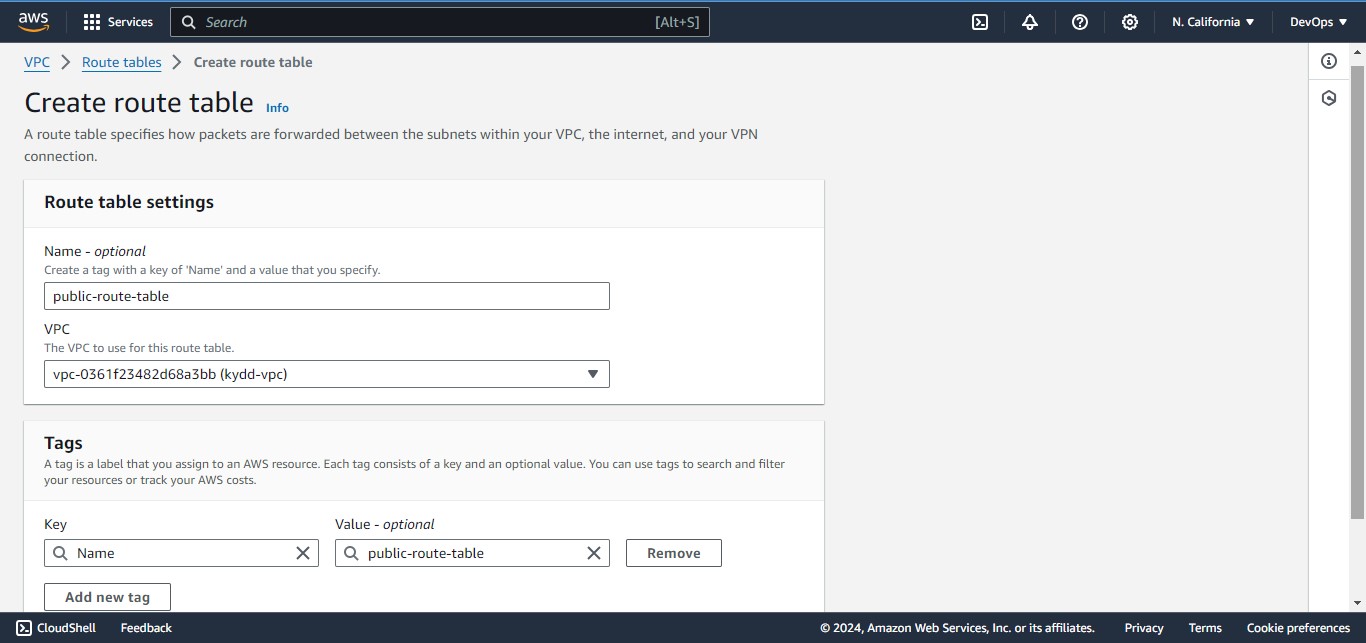 aws Services Search [Alt+S] N. California DevOps
VPC Route tables Create route table
Create route table Info
A route table specifies how packets are forwarded between the subnets within your VPC, the internet, and your VPN
connection.
Route table settings
Name - optional
Create a tag with a key of 'Name' and a value that you specify.
public-route-table
VPC
The VPC to use for this route table.
vpc-0361f23482d68a3bb (kydd-vpc)
Tags
A tag is a label that you assign to an AWS resource. Each tag consists of a key and an optional value. You can use tags to search and filter
your resources or track your AWS costs.
Key Value - optional
Name public-route-table Remove
Add new tag
CloudShell Feedback © 2024, Amazon Web Services, Inc. or its affiliates. Privacy Terms Cookie preferences